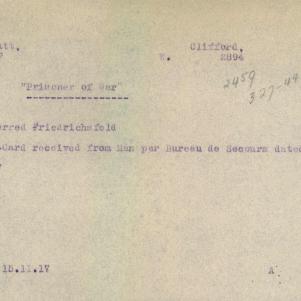 tt, Clifford,
W. 2894
2459
327-44
"Prisoner of War"
rred Friedrichsfeld
Card received from Man per Bureau de Secours dated
15.11.17 A